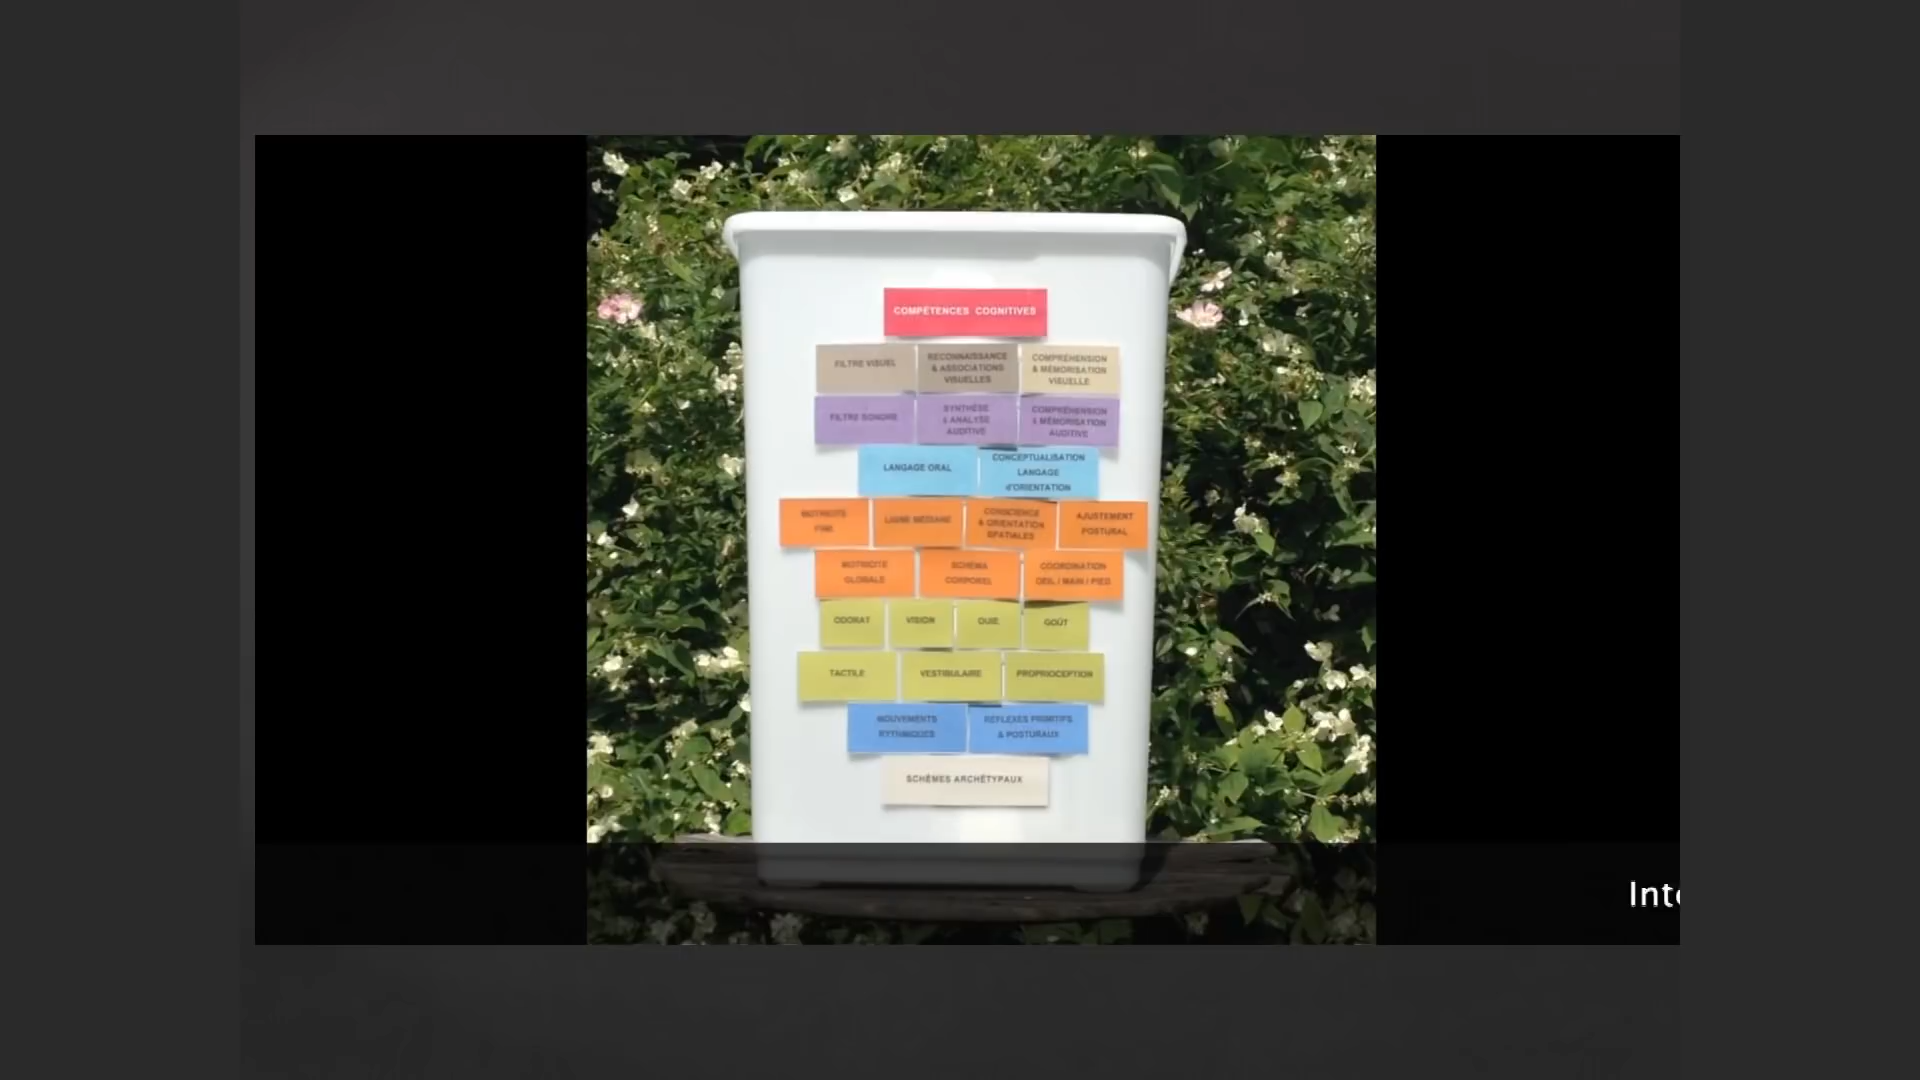 COMPÉTENCES COGNITIVES
FILTRE VISUEL
RECONNAISSANCE
& ASSOCIATIONS
VISUELLES
COMPRÉHENSION
& MÉMORISATION
VISUELLE
FILTRE SONORE
SYNTHÈSE
& ANALYSE
AUDITIVE
COMPRÉHENSION
& MÉMORISATION
AUDITIVE
LANGAGE ORAL
CONCEPTUALISATION
LANGAGE
d'ORIENTATION
MOTRICITÉ
FINE
LIGNE MÉDIANE
CONSCIENCE
& ORIENTATION
SPATIALES
AJUSTEMENT
POSTURAL
MOTRICITÉ
GLOBALE
SCHÉMA
CORPOREL
COORDINATION
OEIL / MAIN / PIED
ODORAT
VISION
OUIE
GOÛT
TACTILE
VESTIBULAIRE
PROPRIOCEPTION
MOUVEMENTS
RYTHMIQUES
RÉFLEXES PRIMITIFS
& POSTURAUX
SCHÈMES ARCHÉTYPAUX